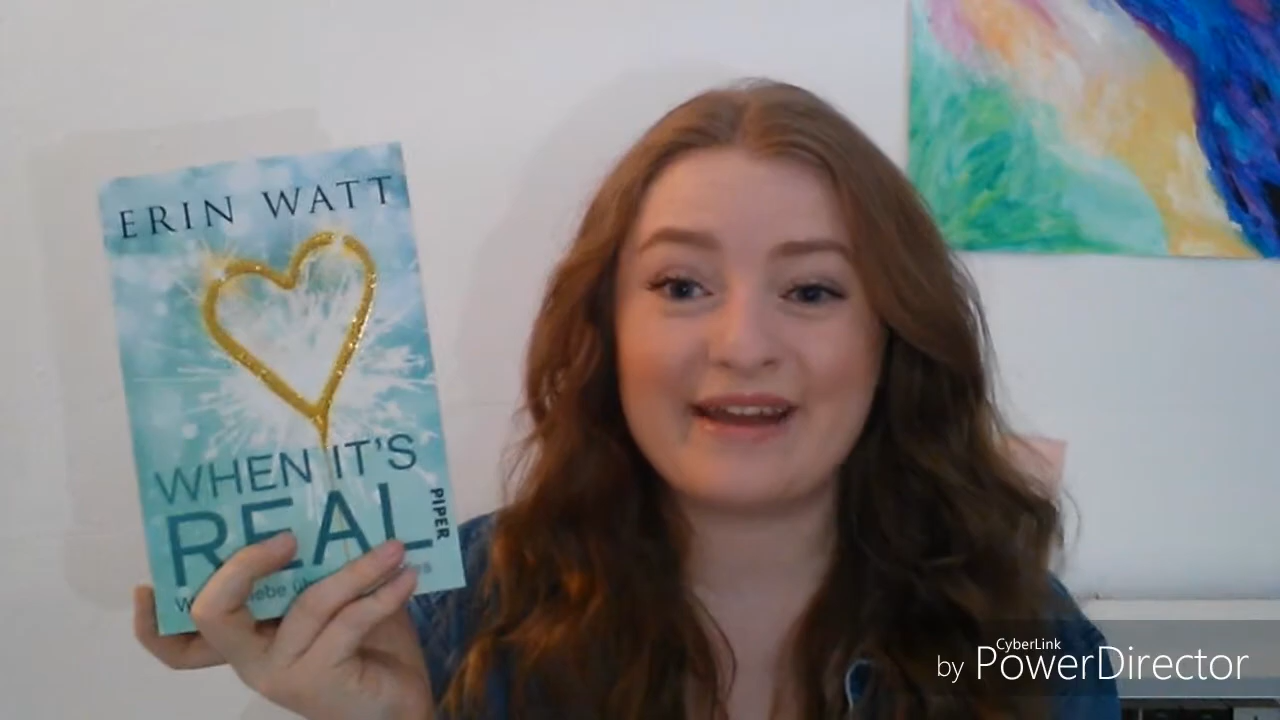 ERIN WATT
WHEN IT'S
REAL
PIPER
CyberLink
by PowerDirector